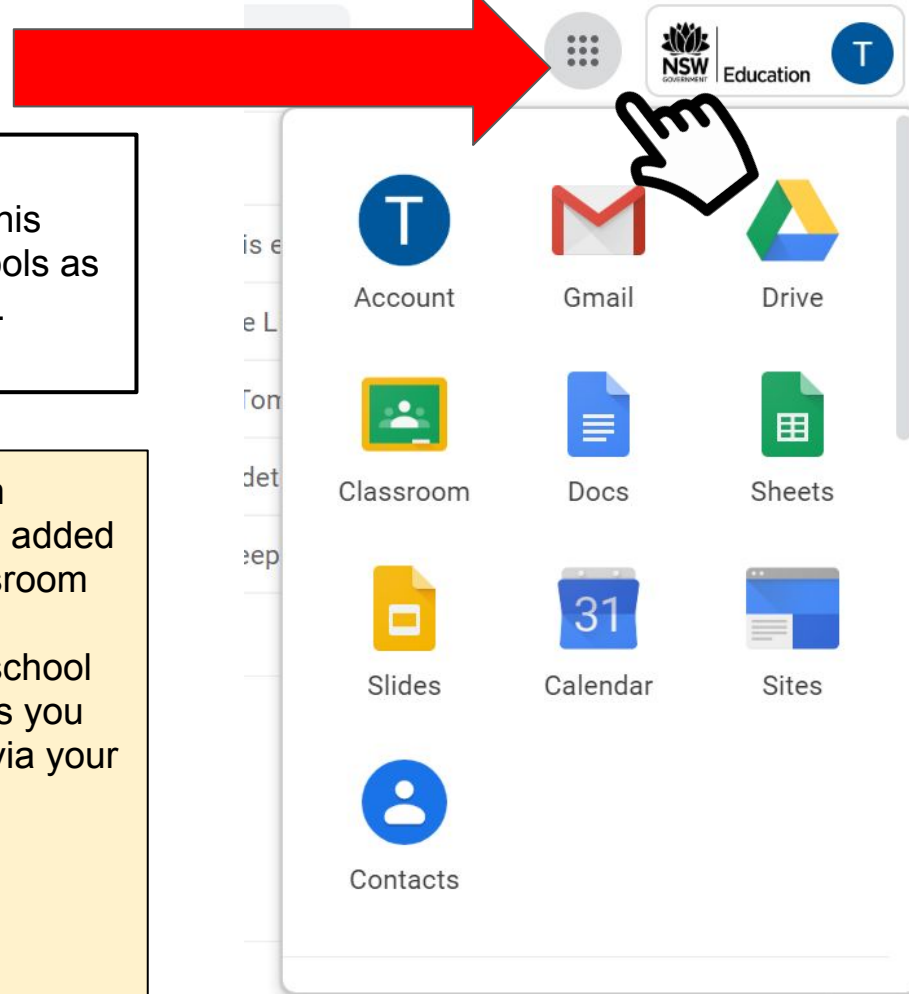 NSW
GOVERNMENT
Education
T
his
ools as
.
added
sroom
school
s you
via your
is e
e L
Tom
det
eep
T
Account
Gmail
Drive
Classroom
Docs
Sheets
Slides
31
Calendar
Sites
Contacts